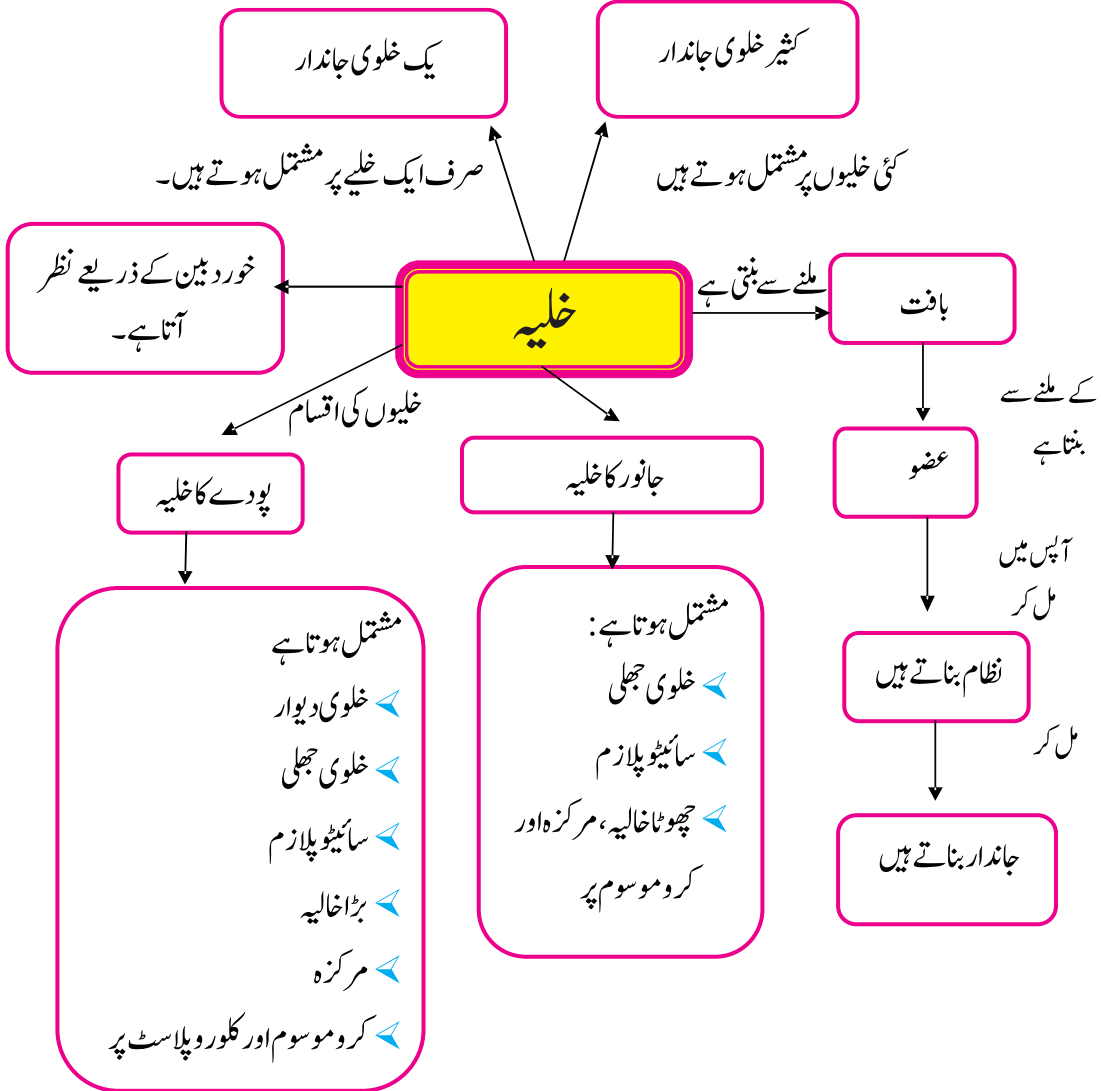 کثیر خلوی جاندار
یک خلوی جاندار
کئی خلیوں پر مشتمل ہوتے ہیں
صرف ایک خلیے پر مشتمل ہوتے ہیں۔
خلیہ
خوردبین کے ذریعے نظر
آتا ہے۔
ملنے سے بنتی ہے
بافت
کے ملنے سے
بنتا ہے
عضو
آپس میں
مل کر
نظام بناتے ہیں
مل کر
جاندار بناتے ہیں
خلیوں کی اقسام
جانور کا خلیہ
مشتمل ہوتا ہے:
خلوی جھلی
سائیٹوپلازم
چھوٹا خالیہ، مرکزہ اور
کروموسوم پر
پودے کا خلیہ
مشتمل ہوتا ہے
خلوی دیوار
خلوی جھلی
سائیٹوپلازم
بڑا خالیہ
مرکزہ
کروموسوم اور کلوروپلاسٹ پر